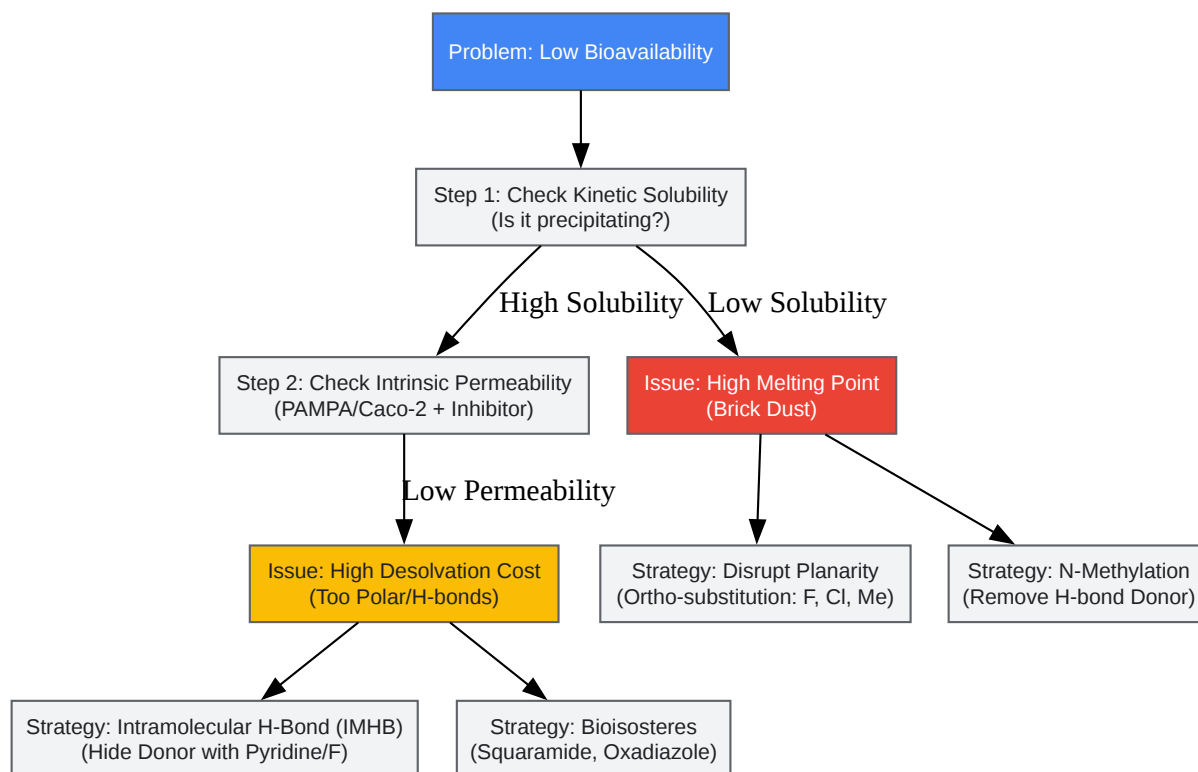 Problem: Low Bioavailability
Step 1: Check Kinetic Solubility
(Is it precipitating?)
High Solubility
Low Solubility
Step 2: Check Intrinsic Permeability
(PAMPA/Caco-2 + Inhibitor)
Issue: High Melting Point
(Brick Dust)
Low Permeability
Issue: High Desolvation Cost
(Too Polar/H-bonds)
Strategy: Disrupt Planarity
(Ortho-substitution: F, Cl, Me)
Strategy: N-Methylation
(Remove H-bond Donor)
Strategy: Intramolecular H-Bond (IMHB)
(Hide Donor with Pyridine/F)
Strategy: Bioisosteres
(Squaramide, Oxadiazole)